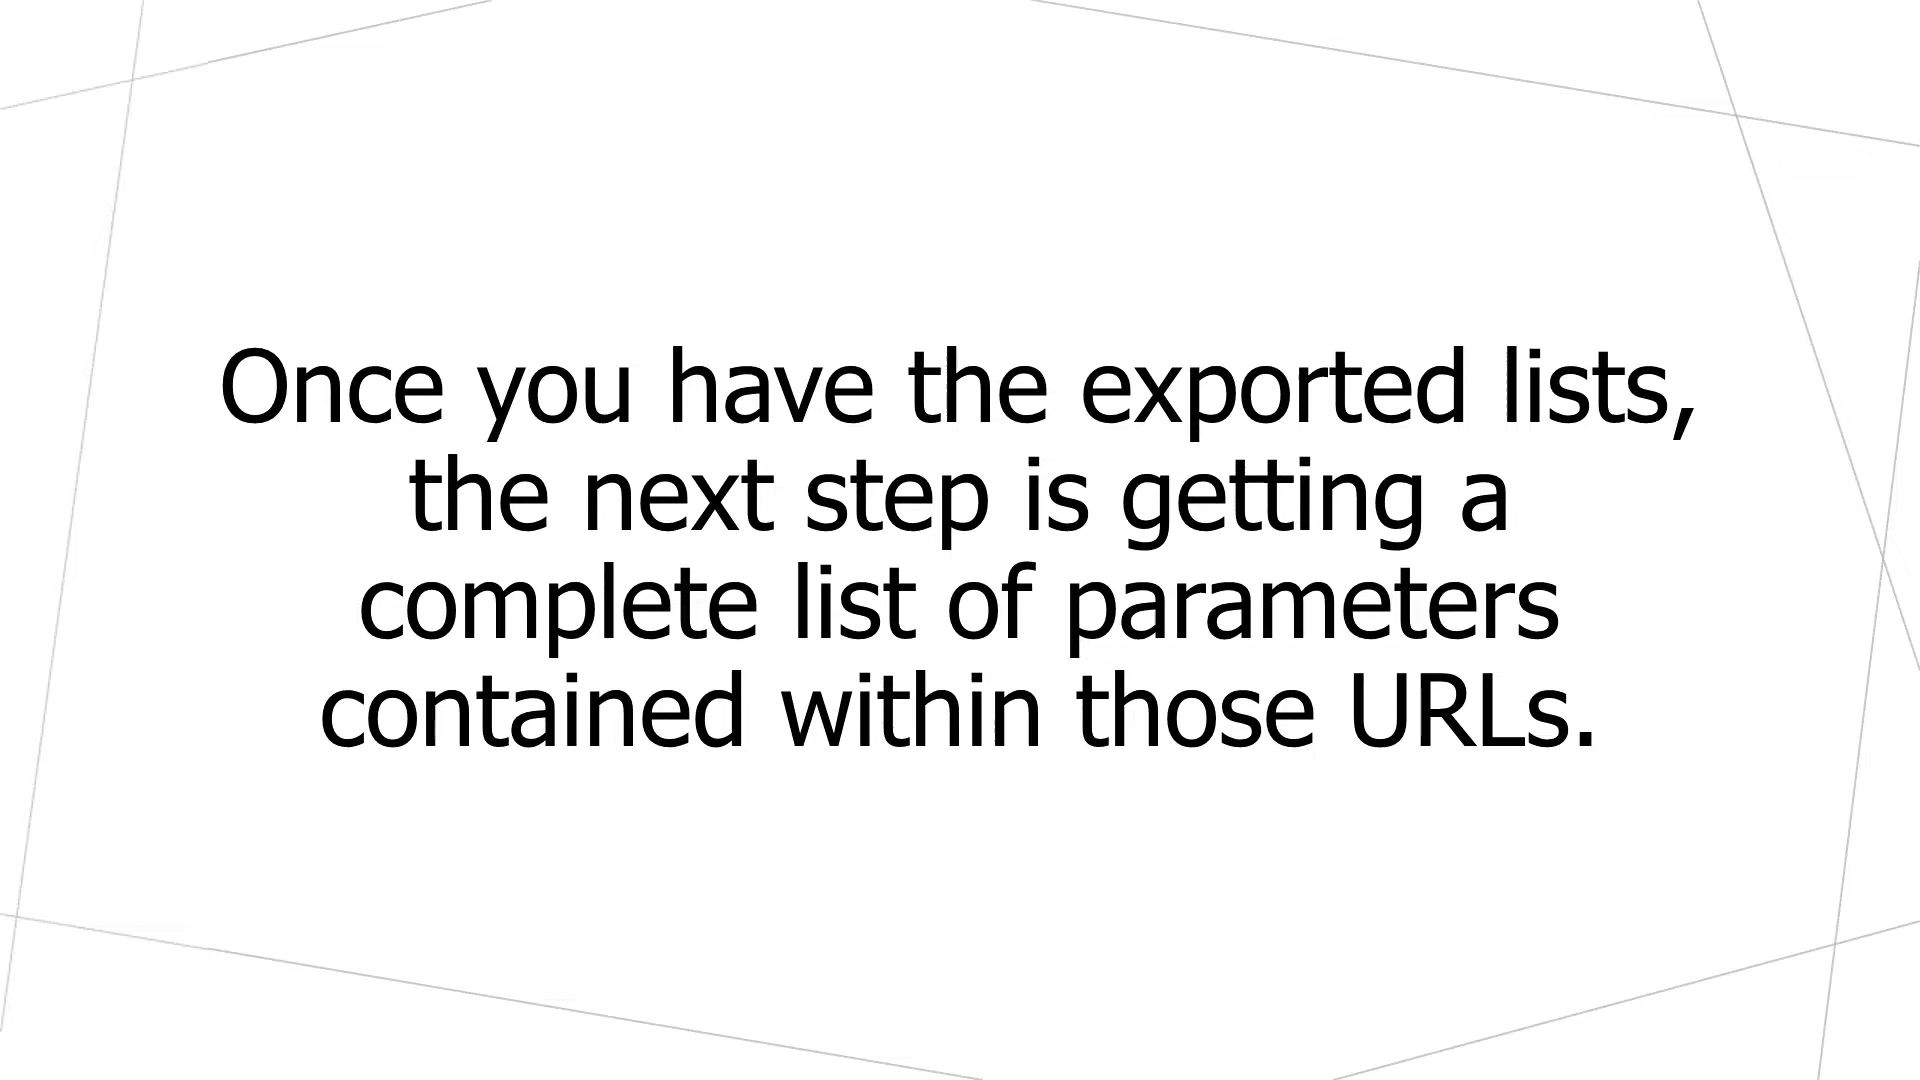 Once you have the exported lists,
the next step is getting a
complete list of parameters
contained within those URLs.